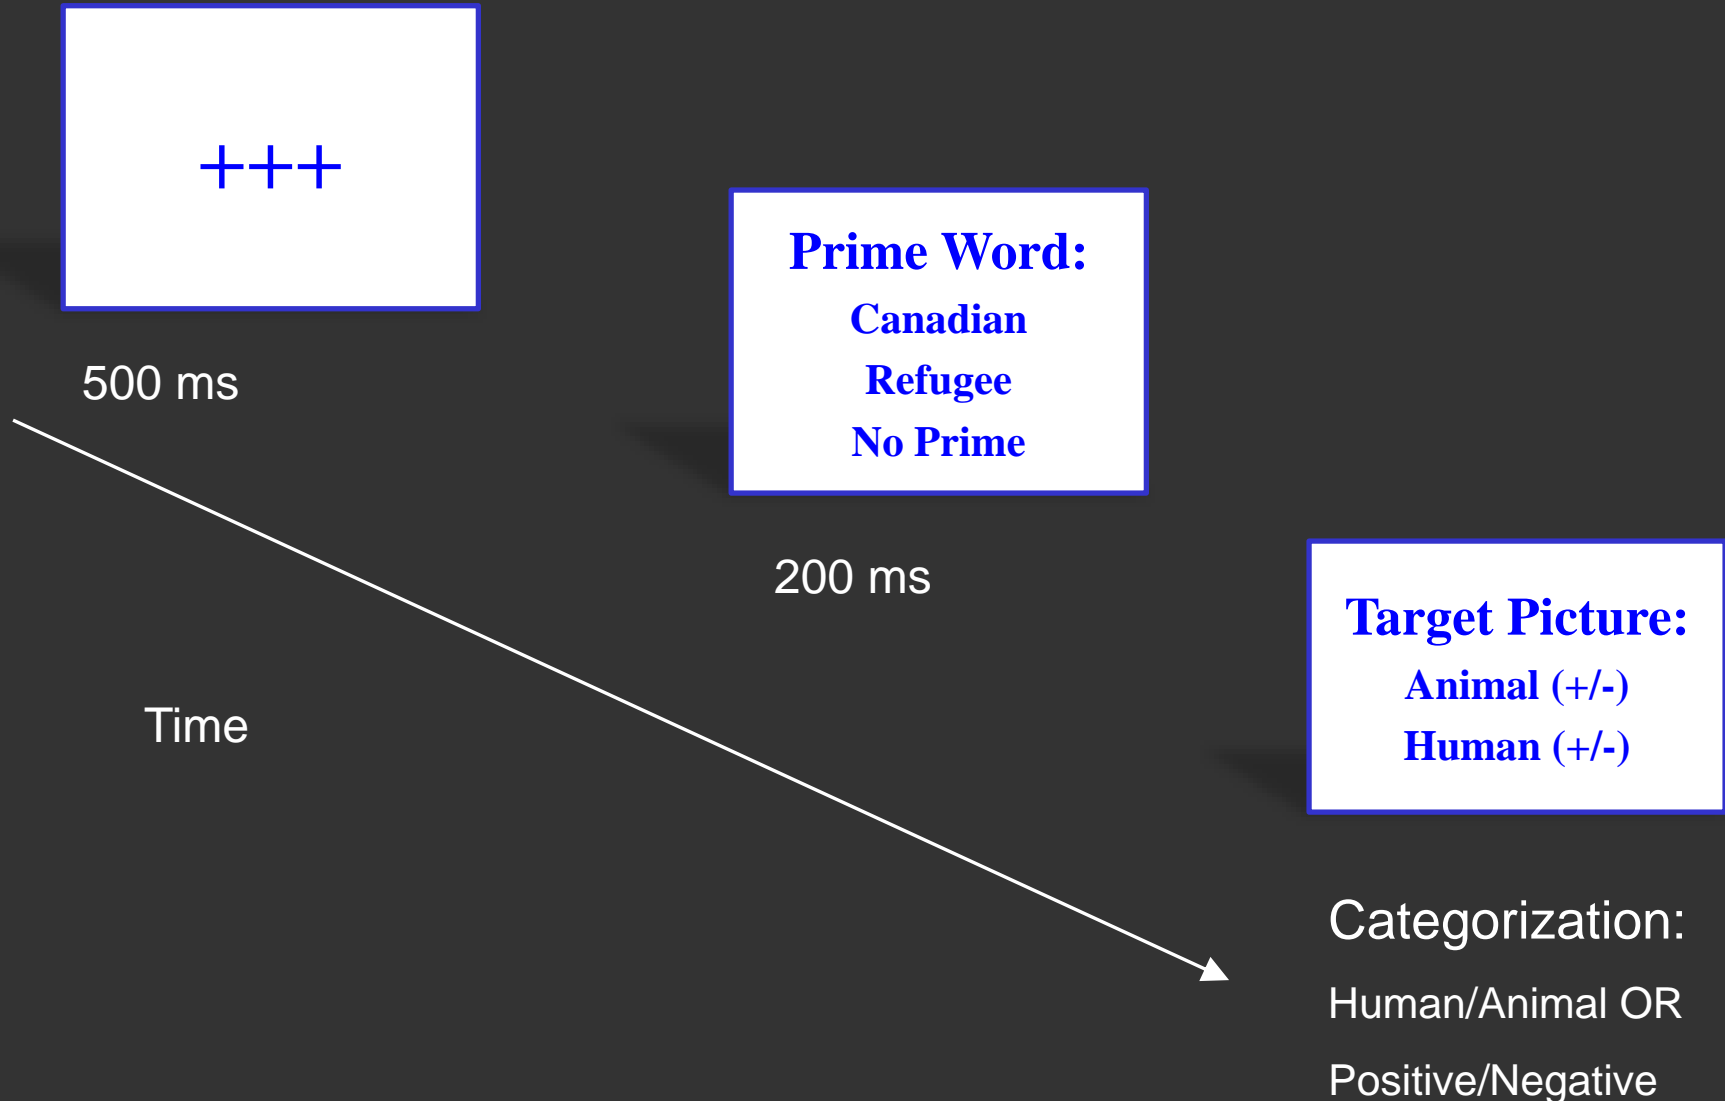 +++
500 ms
Prime Word:
Canadian
Refugee
No Prime
200 ms
Time
Target Picture:
Animal (+/-)
Human (+/-)
Categorization:
Human/Animal OR
Positive/Negative